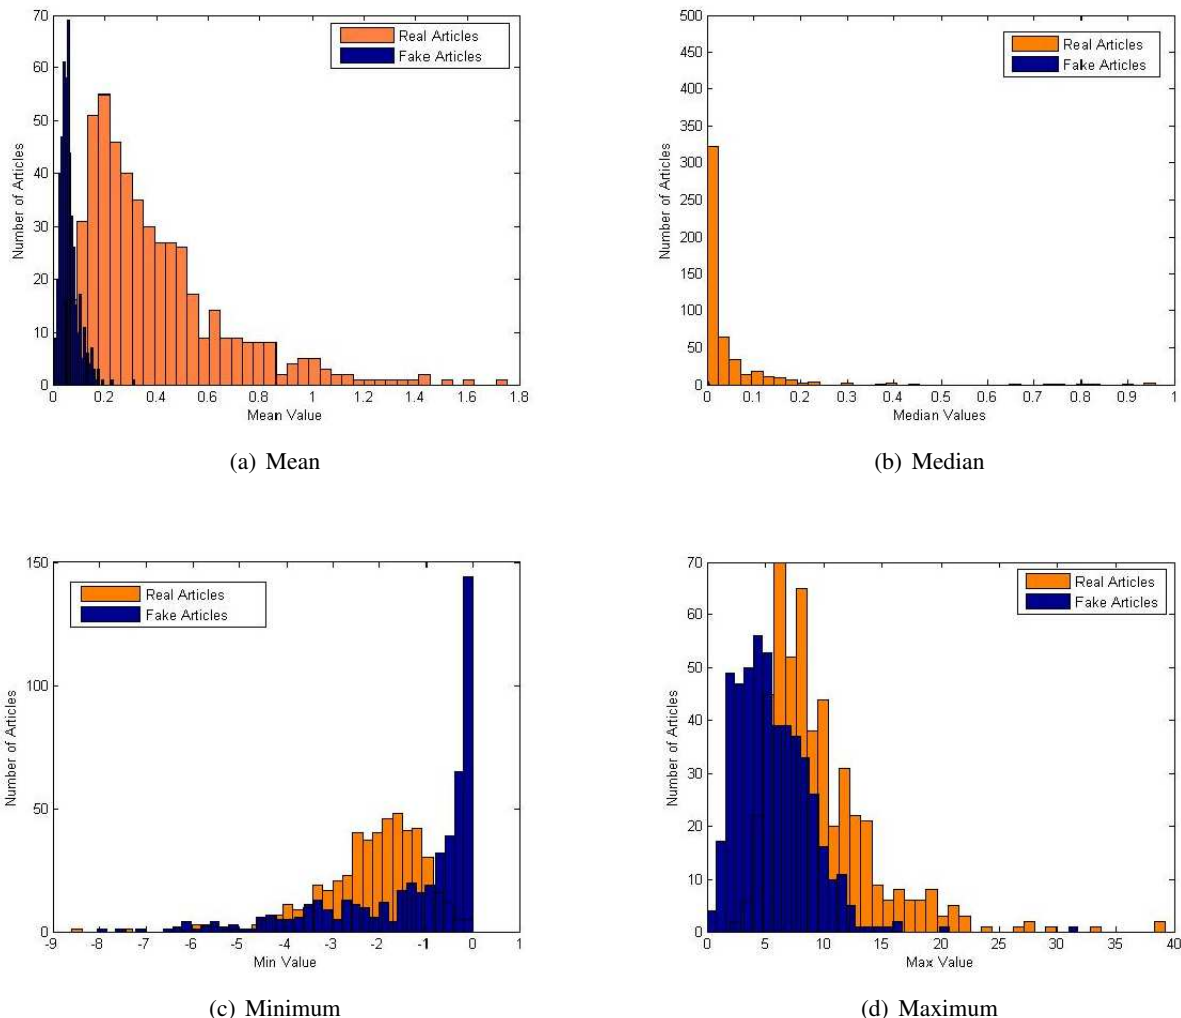 70
60
50
40
30
20
10
0
Number of Articles
Real Articles
Fake Articles
0 0.2 0.4 0.6 0.8 1 1.2 1.4 1.6 1.8
Mean Value
(a) Mean
500
450
400
350
300
250
200
150
100
50
0
Number of Articles
Real Articles
Fake Articles
0 0.1 0.2 0.3 0.4 0.5 0.6 0.7 0.8 0.9 1
Median Values
(b) Median
150
100
50
0
Number of Articles
Real Articles
Fake Articles
-9 -8 -7 -6 -5 -4 -3 -2 -1 0 1
Min Value
(c) Minimum
70
60
50
40
30
20
10
0
Number of Articles
Real Articles
Fake Articles
0 5 10 15 20 25 30 35 40
Max Value
(d) Maximum